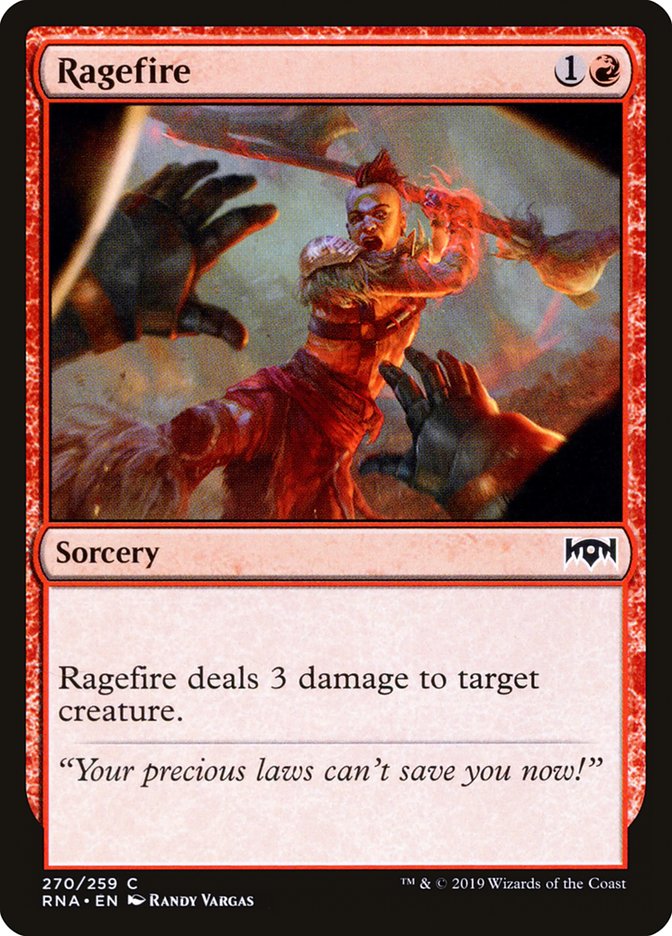 Ragefire 1
Sorcery
Ragefire deals 3 damage to target
creature.
“Your precious laws can’t save you now!”
270/259 C
RNA • EN Randy Vargas
™ & © 2019 Wizards of the Coast